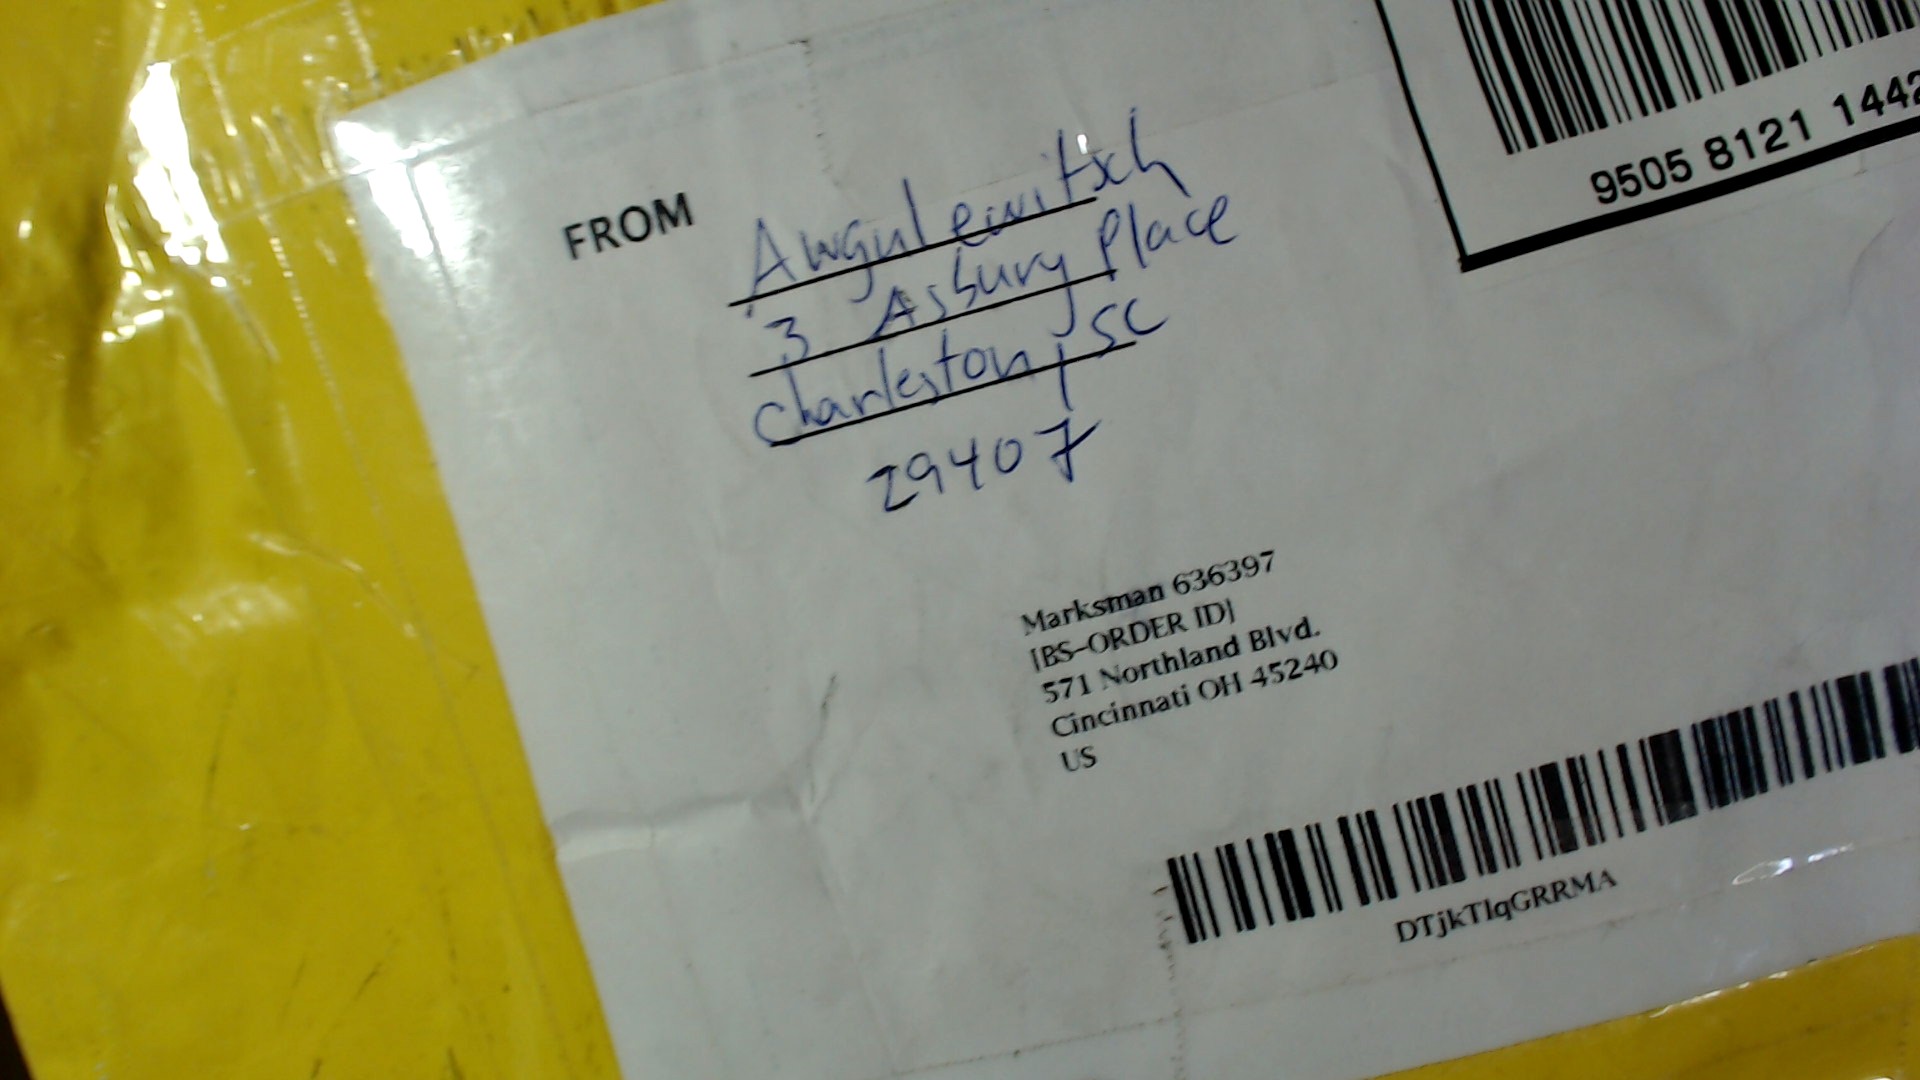 FROM
Awgulewitsch
3 Asbury Place
Charleston, SC
29407
9505 8121 1442
Marksman 636397
[BS-ORDER ID]
571 Northland Blvd.
Cincinnati OH 45240
US
DTjkTlqGRRMA